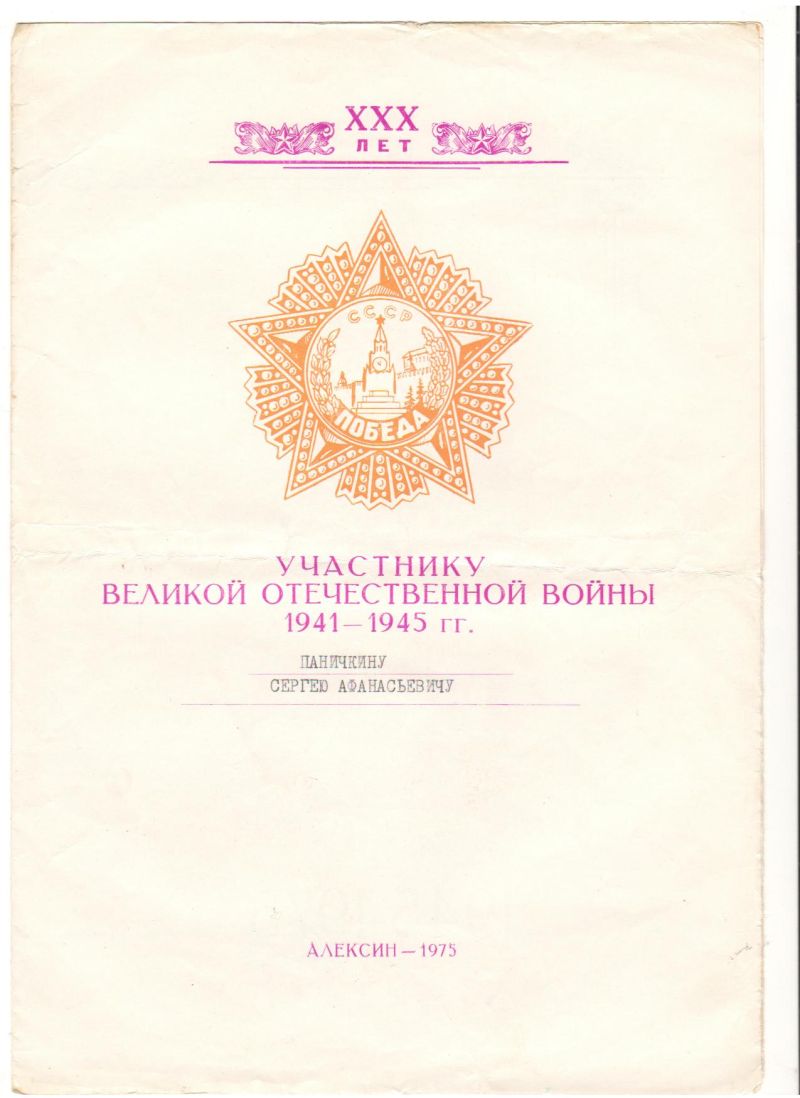 XXX
ЛЕТ
СССР
ПОБЕДА
УЧАСТНИКУ
ВЕЛИКОЙ ОТЕЧЕСТВЕННОЙ ВОЙНЫ
1941—1945 гг.
ПАНИЧКИНУ
СЕРГЕЮ АФАНАСЬЕВИЧУ
АЛЕКСИН—1975